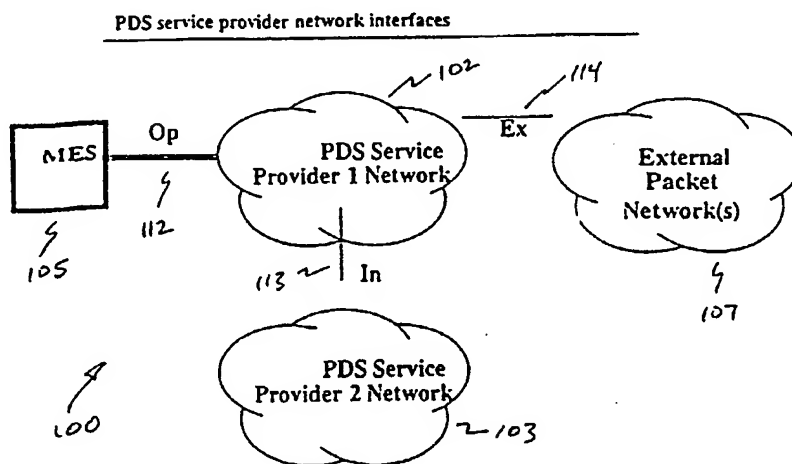 PDS service provider network interfaces
102
114
Op
Ex
MES
PDS Service
Provider 1 Network
External
Packet
Network(s)
112
105
113
In
107
PDS Service
Provider 2 Network
100
103